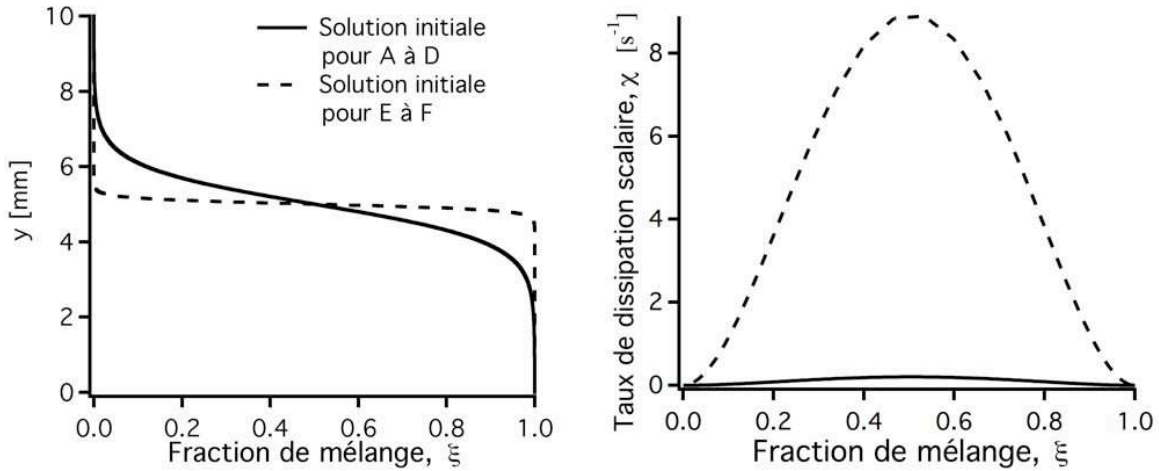 10
8
6
4
2
0
y [mm]
Solution initiale
pour A à D
Solution initiale
pour E à F
0.0 0.2 0.4 0.6 0.8 1.0
Fraction de mélange, ξ
Taux de dissipation scalaire, χ [s-1]
8
6
4
2
0
0.0 0.2 0.4 0.6 0.8 1.0
Fraction de mélange, ξ